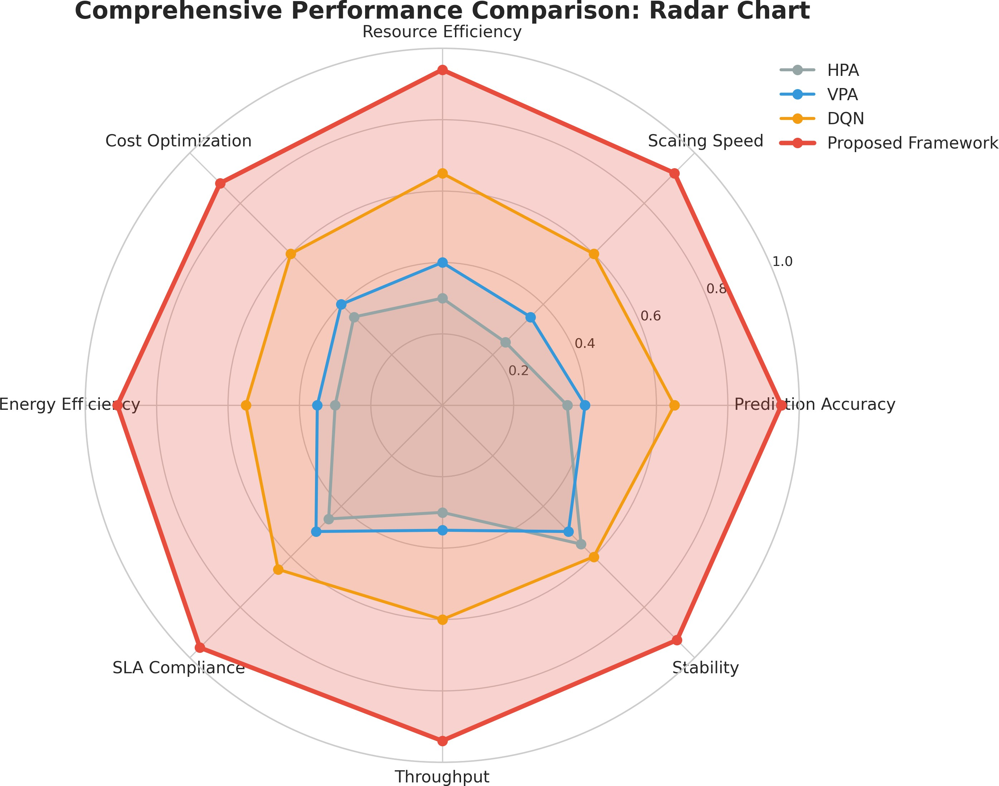 Comprehensive Performance Comparison: Radar Chart
Resource Efficiency
HPA
VPA
DQN
Proposed Framework
Cost Optimization
Scaling Speed
1.0
0.8
0.6
0.4
0.2
Energy Efficiency
Prediction Accuracy
SLA Compliance
Stability
Throughput